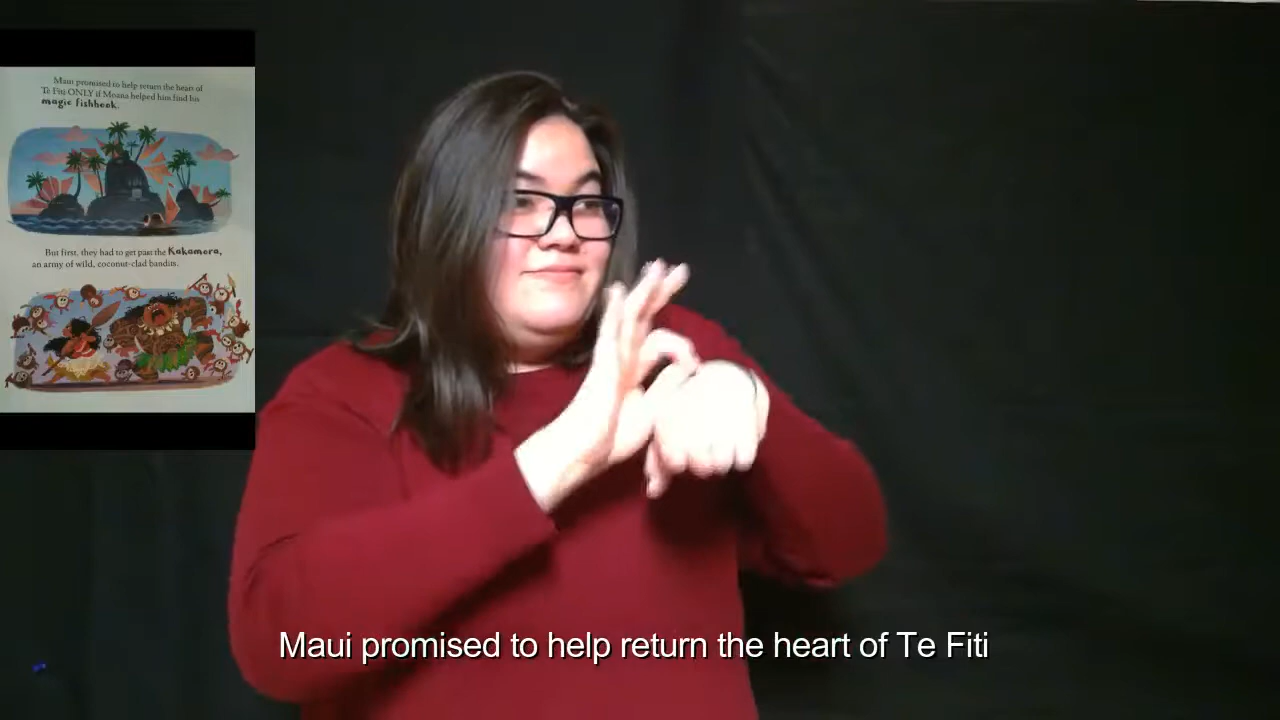 Maui promised to help return the heart of
Te Fiti ONLY if Moana helped him find his
magic fishhook.
But first, they had to get past the Kakamora,
an army of wild, coconut-clad bandits.
Maui promised to help return the heart of Te Fiti